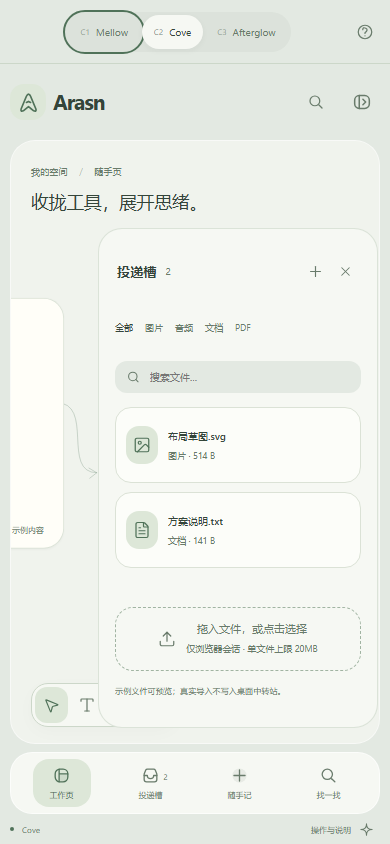 C1 Mellow C2 Cove C3 Afterglow
Arasn
我的空间 / 随手页
收拢工具，展开思绪。
投递槽 2
全部 图片 音频 文档 PDF
搜索文件...
布局草图.svg
图片 · 514 B
方案说明.txt
文档 · 141 B
示例内容
拖入文件，或点击选择
仅浏览器会话 · 单文件上限 20MB
示例文件可预览；真实导入不写入桌面中转站。
T
工作页 投递槽 2 随手记 找一找
Cove 操作与说明